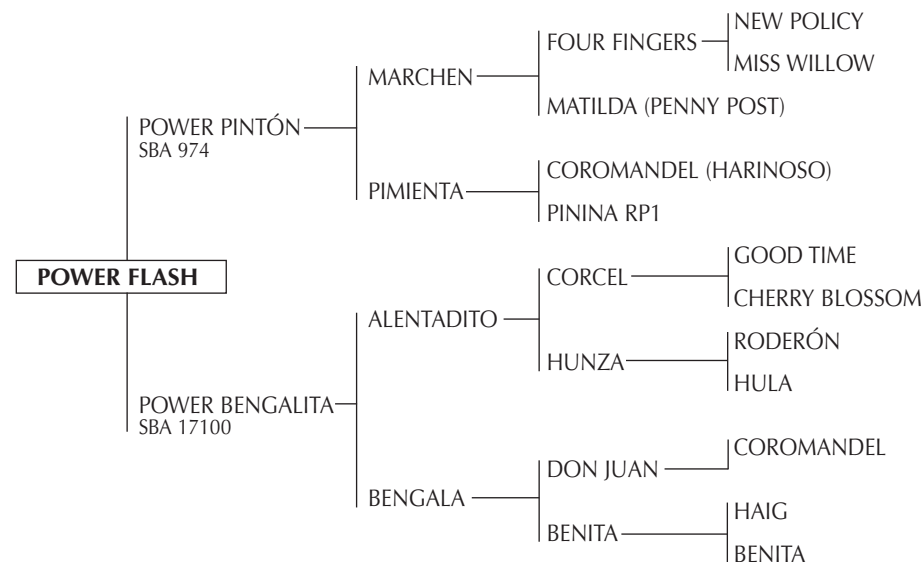 NEW POLICY
FOUR FINGERS
MISS WILLOW
MARCHEN
MATILDA (PENNY POST)
POWER PINTÓN
SBA 974
COROMANDEL (HARINOSO)
PIMIENTA
PININA RP1
POWER FLASH
GOOD TIME
CORCEL
CHERRY BLOSSOM
ALENTADITO
RODERÓN
HUNZA
HULA
POWER BENGALITA
SBA 17100
COROMANDEL
DON JUAN
BENGALA
HAIG
BENITA
BENITA